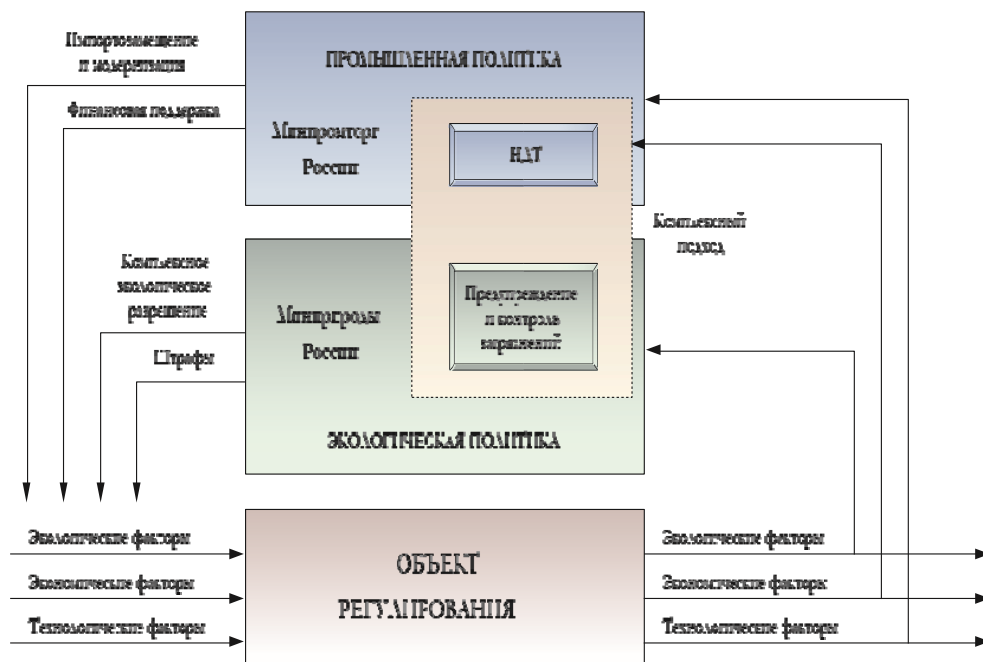 Импортозамещение
и модернизация
Финансовая поддержка
ПРОМЫШЛЕННАЯ ПОЛИТИКА
Минпромторг
России
НДТ
Комплексный
подход
Комплексное
экологическое
разрешение
Штрафы
Минприроды
России
Предупреждение
и контроль
загрязнений
ЭКОЛОГИЧЕСКАЯ ПОЛИТИКА
Экологические факторы
Экономические факторы
Технологические факторы
ОБЪЕКТ
РЕГУЛИРОВАНИЯ
Экологические факторы
Экономические факторы
Технологические факторы